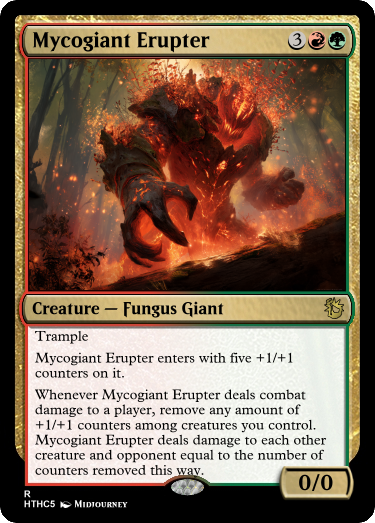 Mycogiant Erupter 3
Creature — Fungus Giant
Trample
Mycogiant Erupter enters with five +1/+1
counters on it.
Whenever Mycogiant Erupter deals combat
damage to a player, remove any amount of
+1/+1 counters among creatures you control.
Mycogiant Erupter deals damage to each other
creature and opponent equal to the number of
counters removed this way.
0/0
R
HTHC5 Midjourney